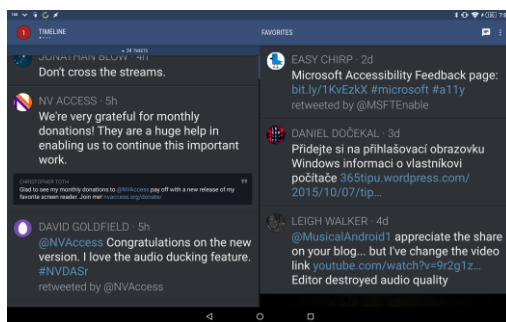 1 TIMELINE
24 TWEETS
JONATHAN BLOW · 4h
Don't cross the streams.
NV ACCESS · 5h
We're very grateful for monthly
donations! They are a huge help in
enabling us to continue this important
work.
CHRISTOPHER TOTH
Glad to see my monthly donations to @NVAccess pay off with a new release of my
favorite screen reader. Join me! nvaccess.org/donate/
DAVID GOLDFIELD · 5h
@NVAccess Congratulations on the new
version. I love the audio ducking feature.
#NVDASr
retweeted by @NVAccess
FAVORITES
EASY CHIRP · 2d
Microsoft Accessibility Feedback page:
bit.ly/1KvEzkX #microsoft #a11y
retweeted by @MSFTEnable
DANIEL DOČEKAL · 3d
Přidejte si na přihlašovací obrazovku
Windows informaci o vlastníkovi
počítače 365tipu.wordpress.com/
2015/10/07/tip…
LEIGH WALKER · 4d
@MusicalAndroid1 appreciate the share
on your blog... but I've change the video
link youtube.com/watch?v=9r2g1z…
Editor destroyed audio quality